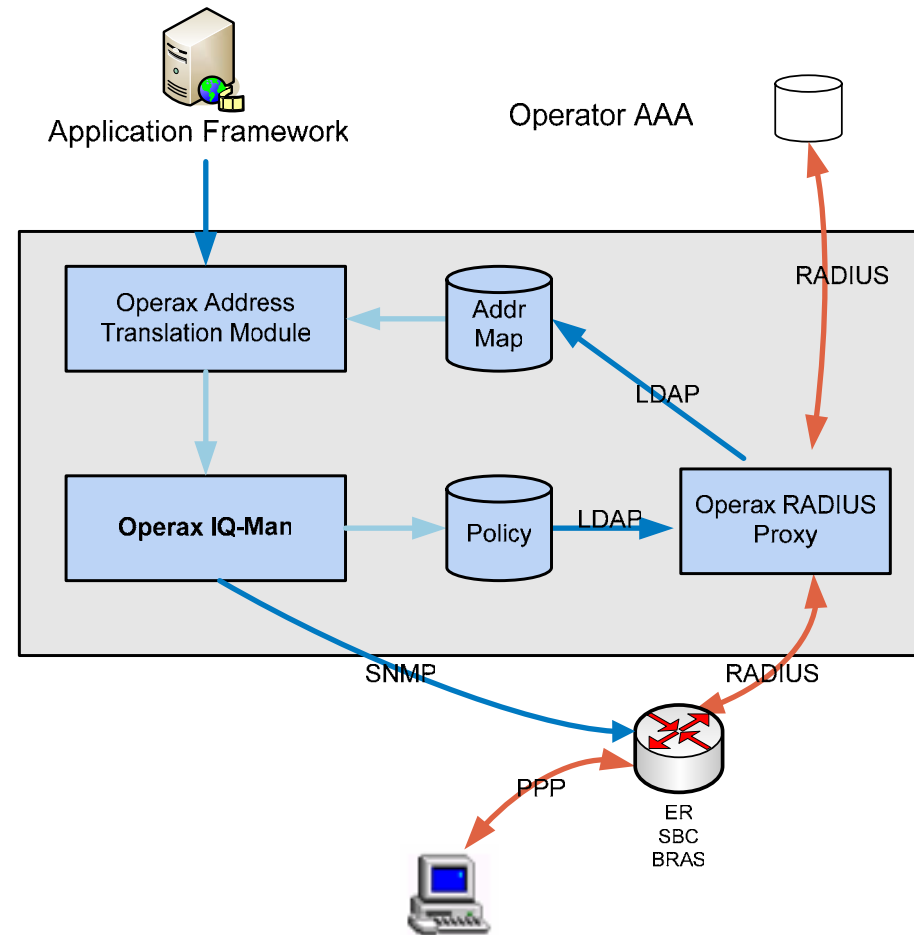 Application Framework
Operator AAA
RADIUS
Operax Address
Translation Module
Addr
Map
LDAP
Operax IQ-Man
Policy
LDAP
Operax RADIUS
Proxy
SNMP
RADIUS
PPP
ER
SBC
BRAS